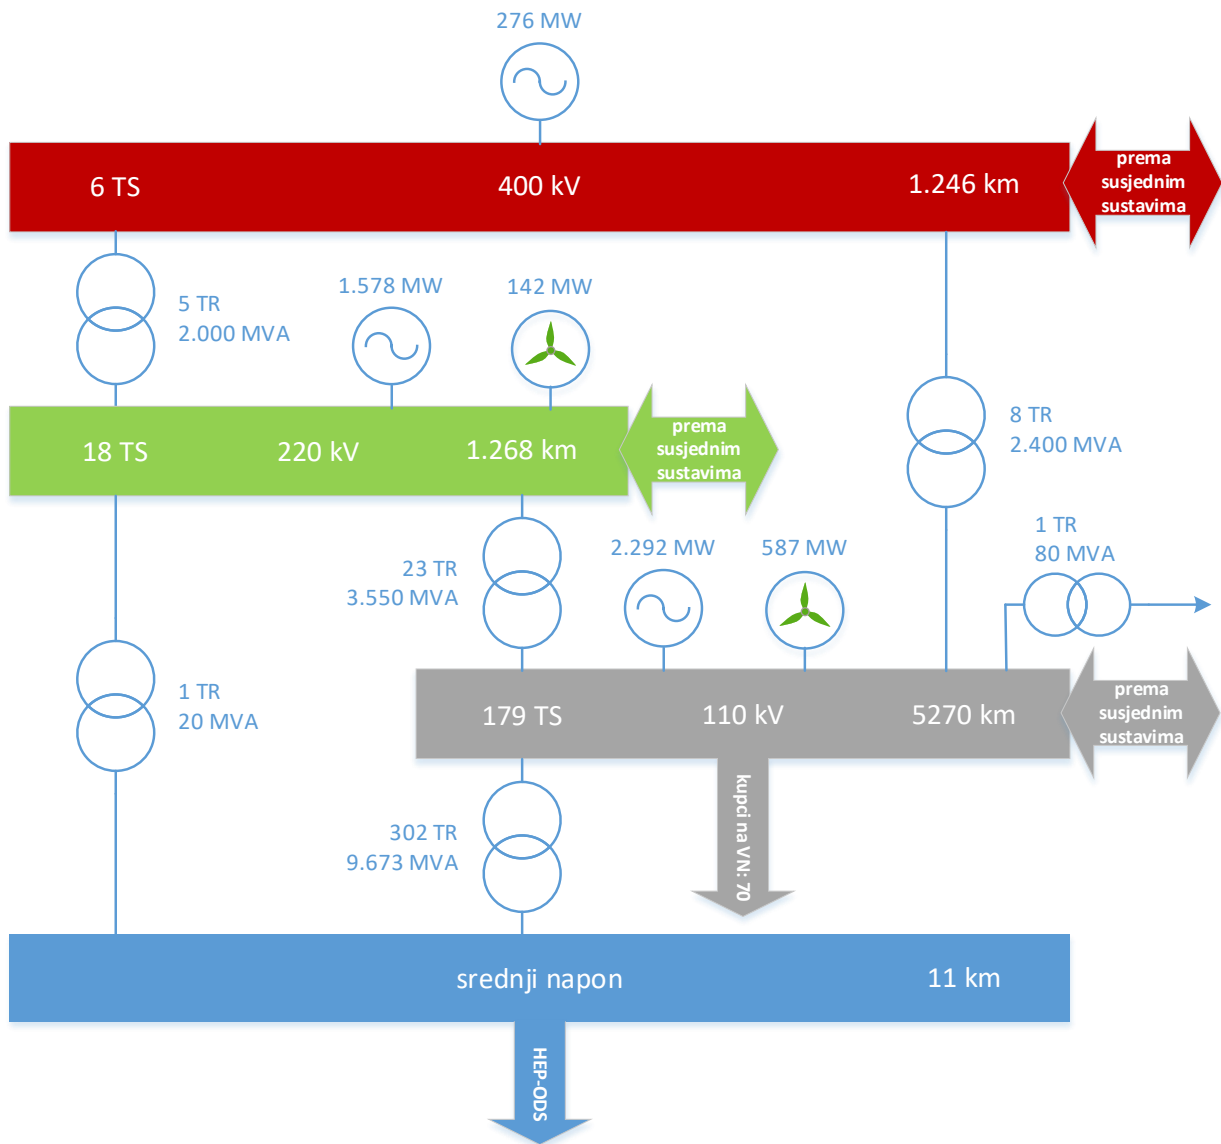 276 MW
6 TS
400 kV
1.246 km
prema
susjednim
sustavima
5 TR
2.000 MVA
1.578 MW
142 MW
18 TS
220 kV
1.268 km
prema
susjednim
sustavima
8 TR
2.400 MVA
1 TR
80 MVA
23 TR
3.550 MVA
2.292 MW
587 MW
1 TR
20 MVA
179 TS
110 kV
5270 km
prema
susjednim
sustavima
302 TR
9.673 MVA
kupci na VN: 70
srednji napon
11 km
HEP-ODS